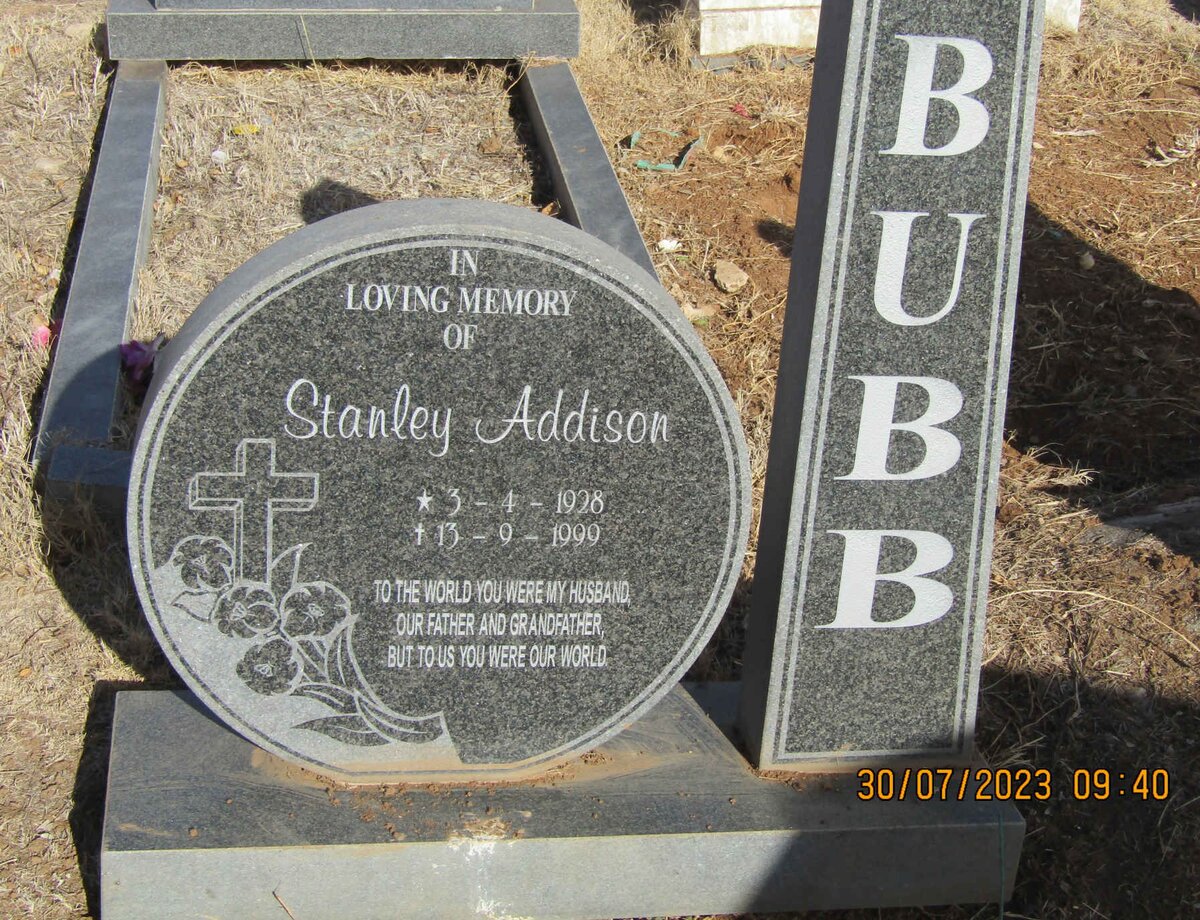 IN
LOVING MEMORY
OF
Stanley Addison
★ 3 - 4 - 1928
✝ 13 - 9 - 1999
TO THE WORLD YOU WERE MY HUSBAND,
OUR FATHER AND GRANDFATHER,
BUT TO US YOU WERE OUR WORLD
B
U
B
B
30/07/2023 09:40